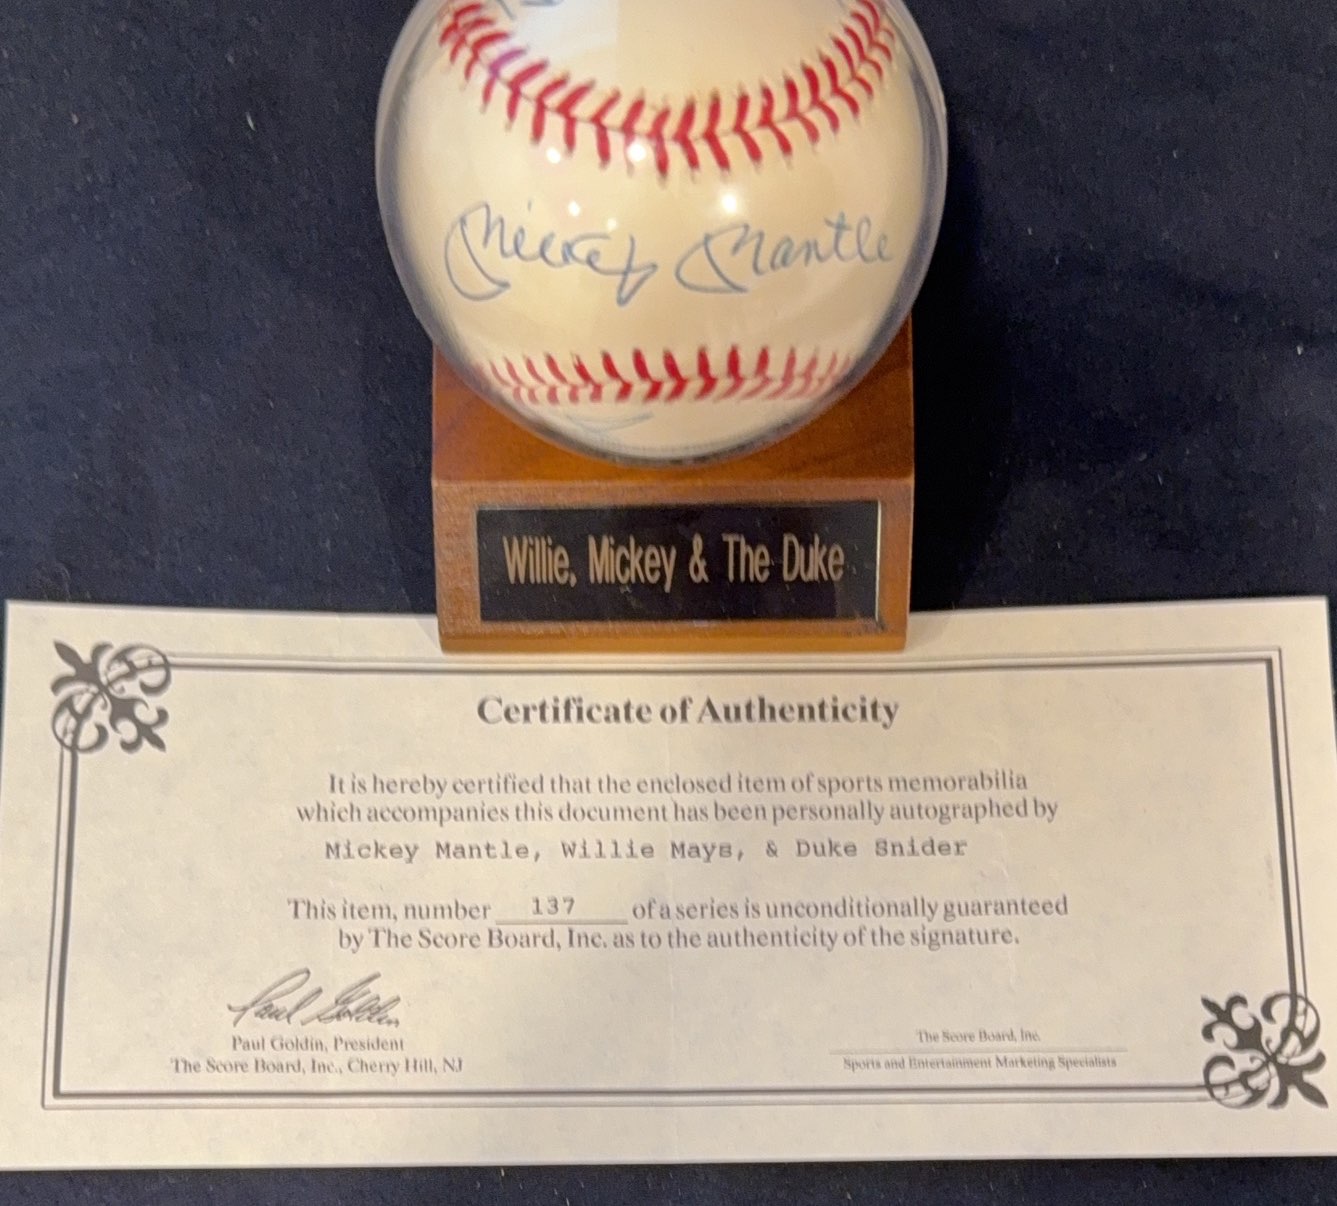 Mickey Mantle
Willie, Mickey & The Duke
Certificate of Authenticity
It is hereby certified that the enclosed item of sports memorabilia
which accompanies this document has been personally autographed by
Mickey Mantle, Willie Mays, & Duke Snider
This item, number 137 of a series is unconditionally guaranteed
by The Score Board, Inc. as to the authenticity of the signature.
Paul Goldin
Paul Goldin, President
The Score Board, Inc., Cherry Hill, NJ
The Score Board, Inc.
Sports and Entertainment Marketing Specialists